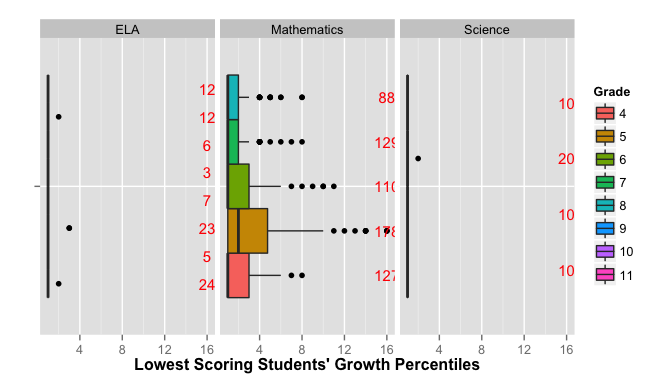 ELA Mathematics Science
12 88 10
12
6 129 20
3
7 110
23 178 10
5
24 127 10
4 8 12 16 4 8 12 16 4 8 12 16
Lowest Scoring Students' Growth Percentiles
Grade
4
5
6
7
8
9
10
11